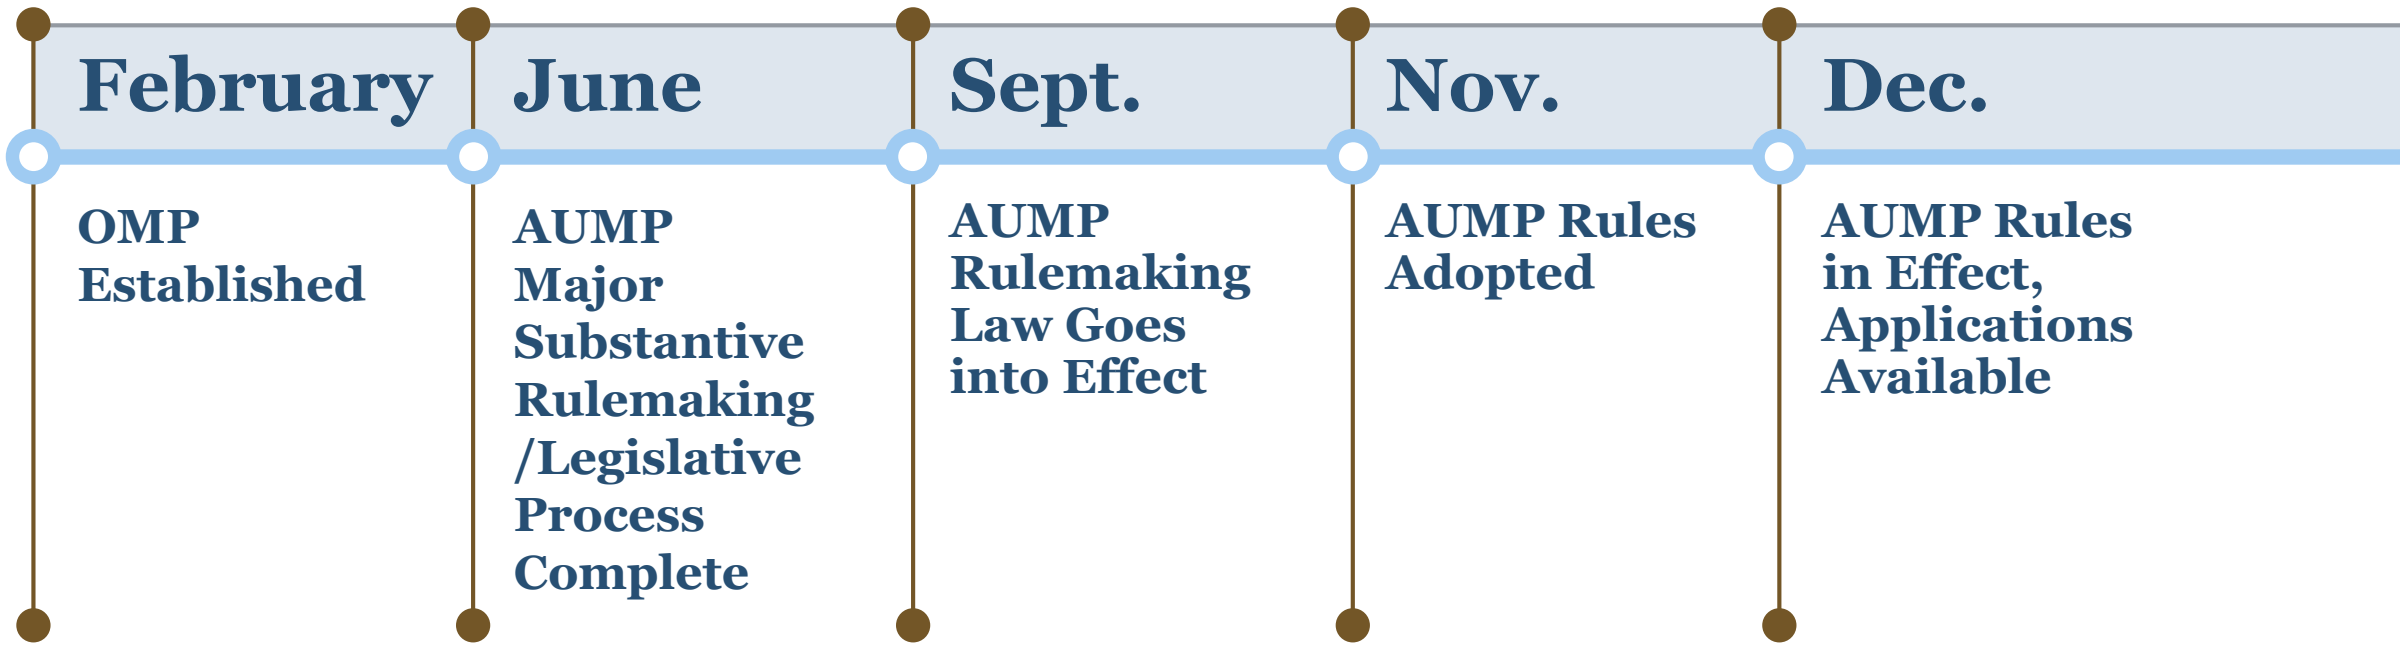 February
OMP
Established
June
AUMP
Major
Substantive
Rulemaking
/Legislative
Process
Complete
Sept.
AUMP
Rulemaking
Law Goes
into Effect
Nov.
AUMP Rules
Adopted
Dec.
AUMP Rules
in Effect,
Applications
Available